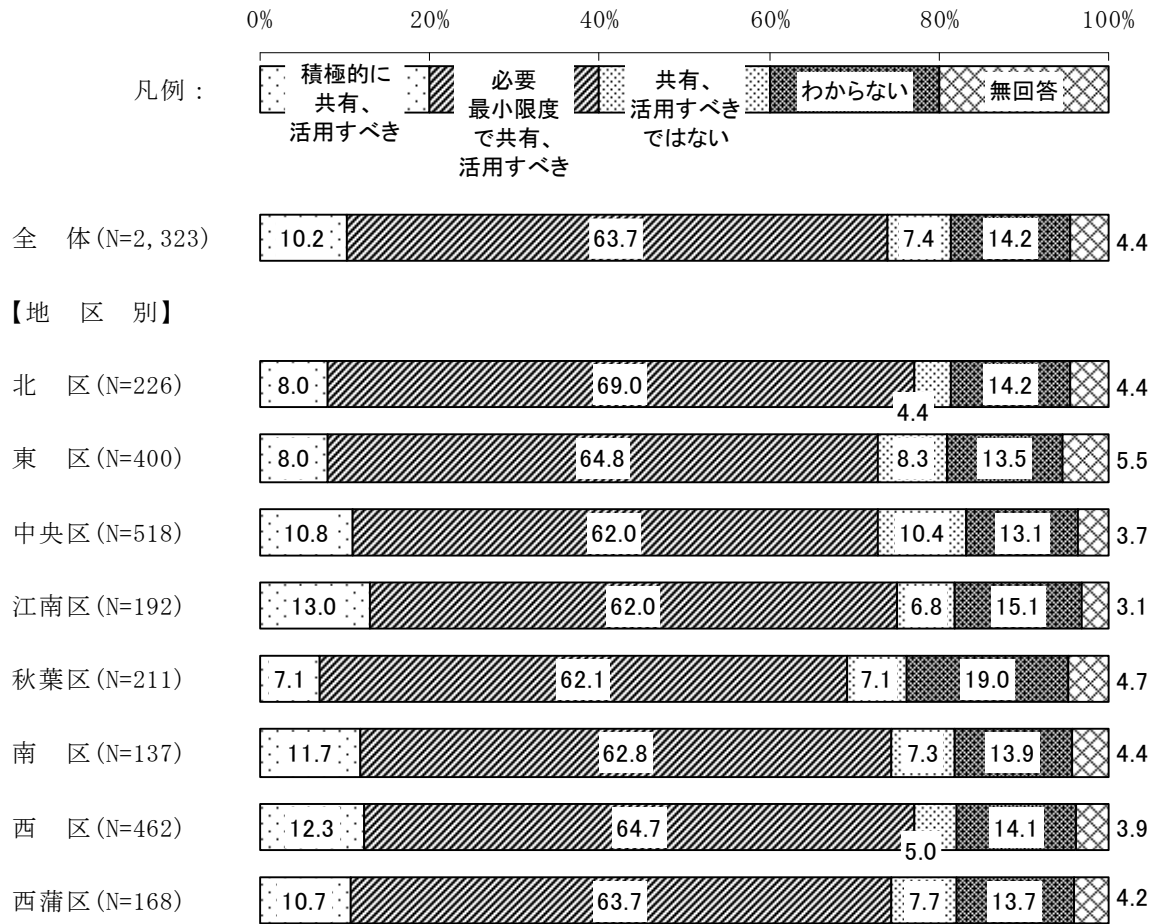 0% 20% 40% 60% 80% 100%
凡例：
積極的に
共有、
活用すべき
必要
最小限度
で共有、
活用すべき
共有、
活用すべき
ではない
わからない
無回答
全　体(N=2,323) 10.2 63.7 7.4 14.2 4.4
【地　区　別】
北　区(N=226) 8.0 69.0 4.4 14.2 4.4
東　区(N=400) 8.0 64.8 8.3 13.5 5.5
中央区(N=518) 10.8 62.0 10.4 13.1 3.7
江南区(N=192) 13.0 62.0 6.8 15.1 3.1
秋葉区(N=211) 7.1 62.1 7.1 19.0 4.7
南　区(N=137) 11.7 62.8 7.3 13.9 4.4
西　区(N=462) 12.3 64.7 5.0 14.1 3.9
西蒲区(N=168) 10.7 63.7 7.7 13.7 4.2